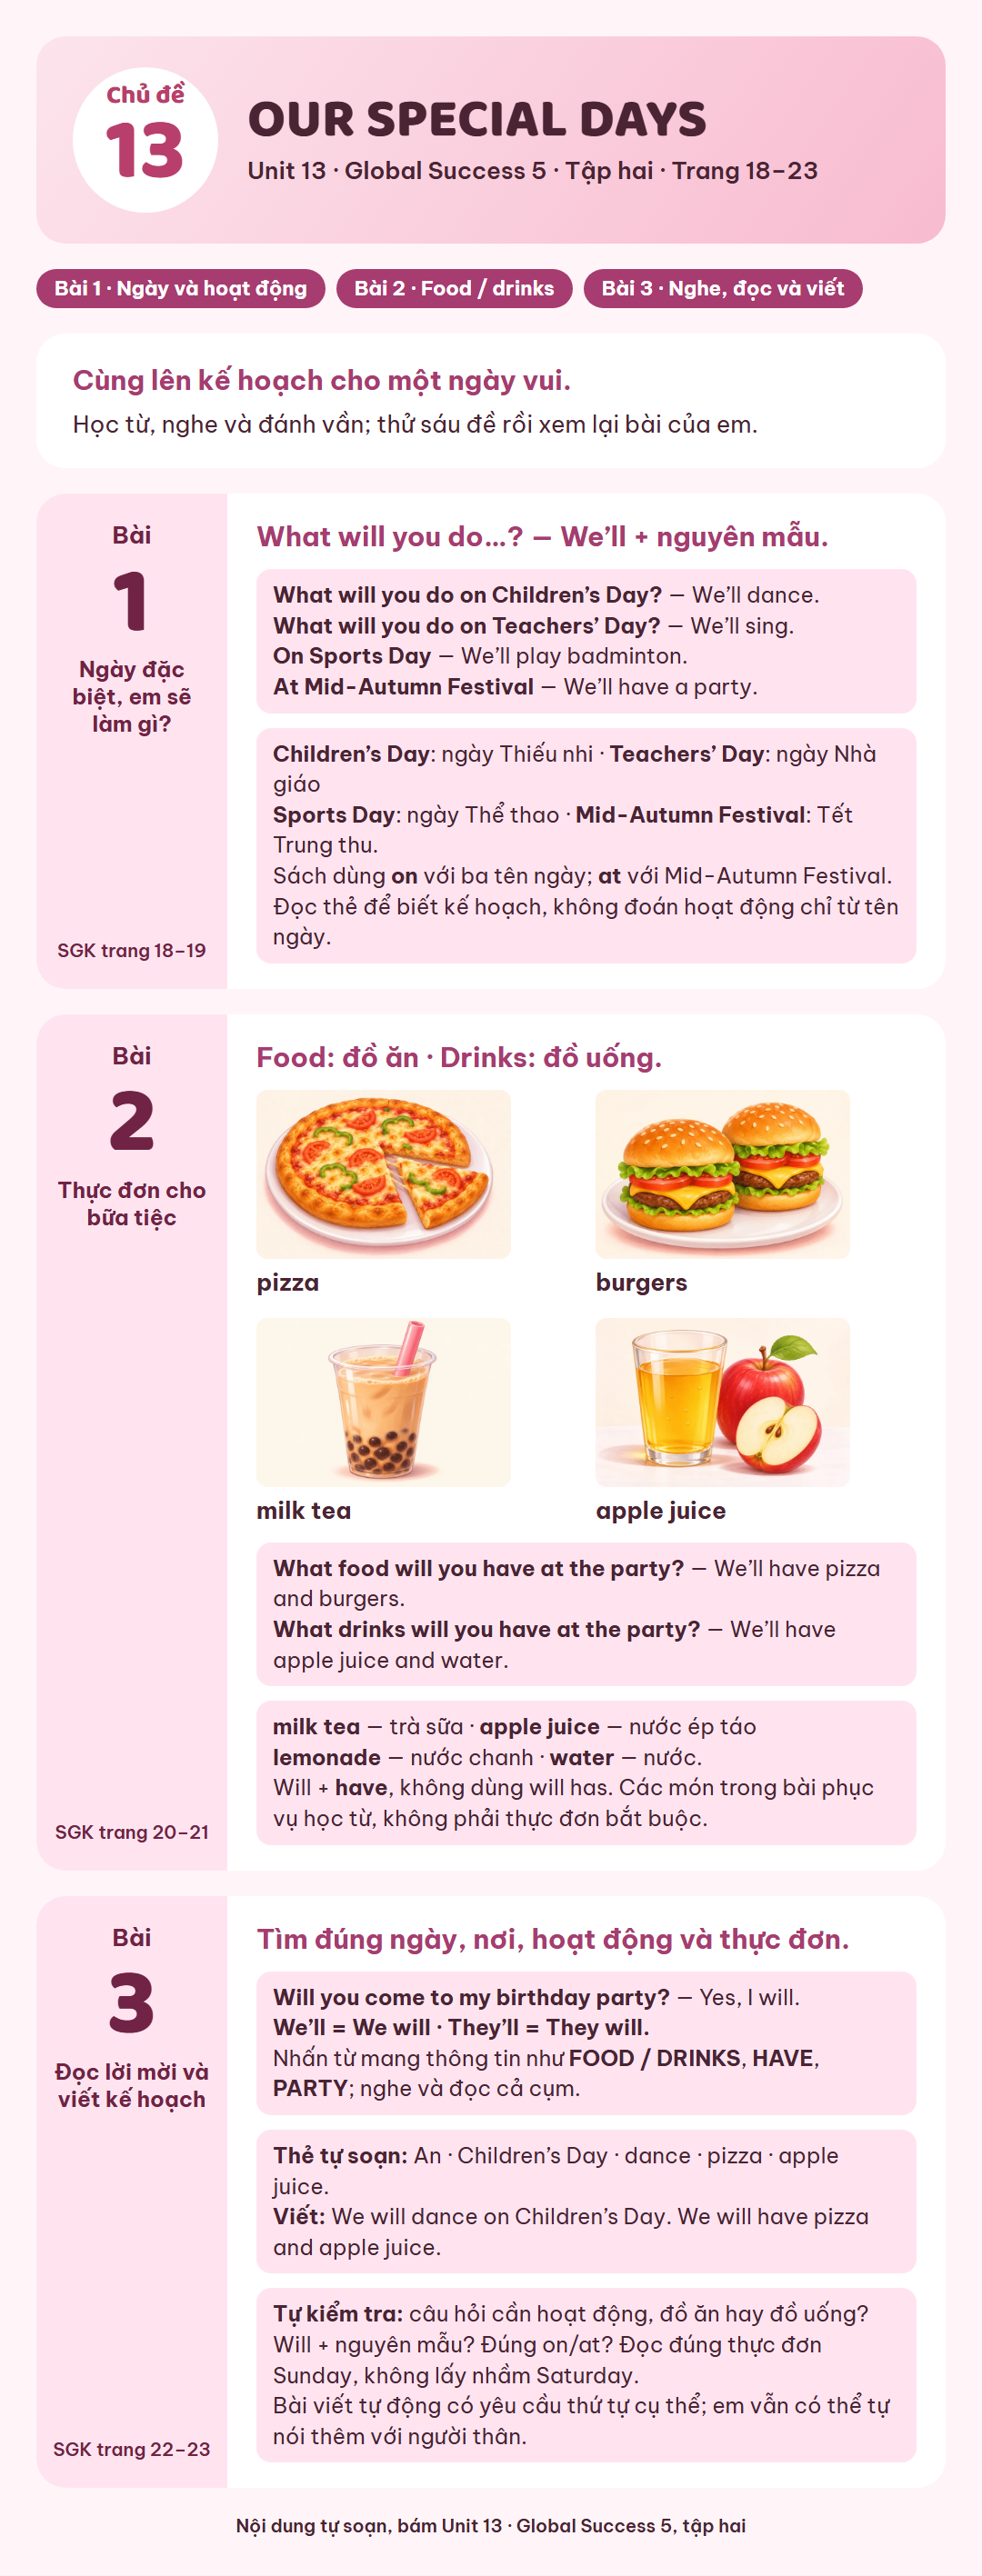 Chủ đề
13
OUR SPECIAL DAYS
Unit 13 · Global Success 5 · Tập hai · Trang 18–23
Bài 1 · Ngày và hoạt động
Bài 2 · Food / drinks
Bài 3 · Nghe, đọc và viết
Cùng lên kế hoạch cho một ngày vui.
Học từ, nghe và đánh vần; thử sáu đề rồi xem lại bài của em.
Bài
1
Ngày đặc
biệt, em sẽ
làm gì?
SGK trang 18–19
What will you do...? — We’ll + nguyên mẫu.
What will you do on Children’s Day? — We’ll dance.
What will you do on Teachers’ Day? — We’ll sing.
On Sports Day — We’ll play badminton.
At Mid-Autumn Festival — We’ll have a party.
Children’s Day: ngày Thiếu nhi · Teachers’ Day: ngày Nhà
giáo
Sports Day: ngày Thể thao · Mid-Autumn Festival: Tết
Trung thu.
Sách dùng on với ba tên ngày; at với Mid-Autumn Festival.
Đọc thẻ để biết kế hoạch, không đoán hoạt động chỉ từ tên
ngày.
Bài
2
Thực đơn cho
bữa tiệc
SGK trang 20–21
Food: đồ ăn · Drinks: đồ uống.
pizza
burgers
milk tea
apple juice
What food will you have at the party? — We’ll have pizza
and burgers.
What drinks will you have at the party? — We’ll have
apple juice and water.
milk tea — trà sữa · apple juice — nước ép táo
lemonade — nước chanh · water — nước.
Will + have, không dùng will has. Các món trong bài phục
vụ học từ, không phải thực đơn bắt buộc.
Bài
3
Đọc lời mời và
viết kế hoạch
SGK trang 22–23
Tìm đúng ngày, nơi, hoạt động và thực đơn.
Will you come to my birthday party? — Yes, I will.
We’ll = We will · They’ll = They will.
Nhấn từ mang thông tin như FOOD / DRINKS, HAVE,
PARTY; nghe và đọc cả cụm.
Thẻ tự soạn: An · Children’s Day · dance · pizza · apple
juice.
Viết: We will dance on Children’s Day. We will have pizza
and apple juice.
Tự kiểm tra: câu hỏi cần hoạt động, đồ ăn hay đồ uống?
Will + nguyên mẫu? Đúng on/at? Đọc đúng thực đơn
Sunday, không lấy nhầm Saturday.
Bài viết tự động có yêu cầu thứ tự cụ thể; em vẫn có thể tự
nói thêm với người thân.
Nội dung tự soạn, bám Unit 13 · Global Success 5, tập hai